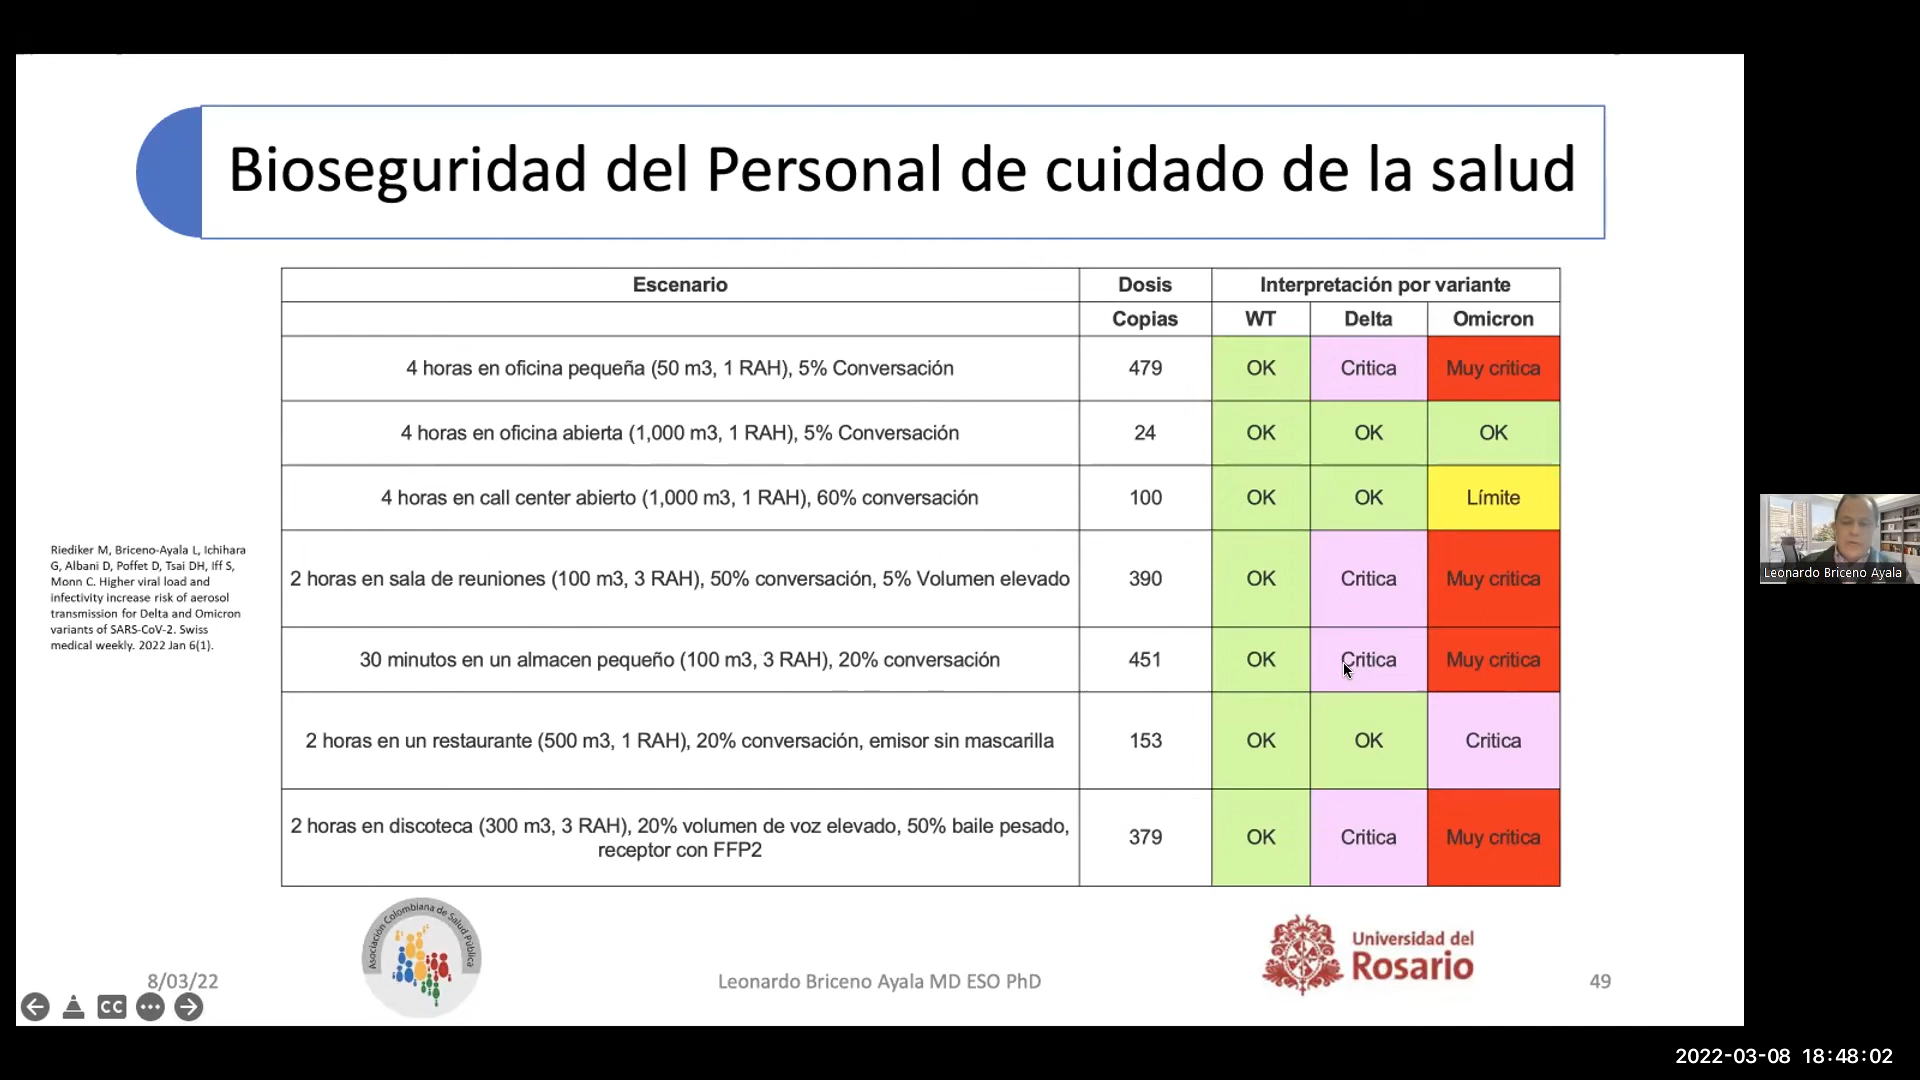 Bioseguridad del Personal de cuidado de la salud
Escenario Dosis Interpretación por variante
Copias WT Delta Omicron
4 horas en oficina pequeña (50 m3, 1 RAH), 5% Conversación 479 OK Critica Muy critica
4 horas en oficina abierta (1,000 m3, 1 RAH), 5% Conversación 24 OK OK OK
4 horas en call center abierto (1,000 m3, 1 RAH), 60% conversación 100 OK OK Límite
2 horas en sala de reuniones (100 m3, 3 RAH), 50% conversación, 5% Volumen elevado 390 OK Critica Muy critica
30 minutos en un almacen pequeño (100 m3, 3 RAH), 20% conversación 451 OK Critica Muy critica
2 horas en un restaurante (500 m3, 1 RAH), 20% conversación, emisor sin mascarilla 153 OK OK Critica
2 horas en discoteca (300 m3, 3 RAH), 20% volumen de voz elevado, 50% baile pesado,
receptor con FFP2 379 OK Critica Muy critica
Riediker M, Briceno-Ayala L, Ichihara
G, Albani D, Poffet D, Tsai DH, Iff S,
Monn C. Higher viral load and
infectivity increase risk of aerosol
transmission for Delta and Omicron
variants of SARS-CoV-2. Swiss
medical weekly. 2022 Jan 6(1).
Leonardo Briceno Ayala
Asociación Colombiana de Salud Pública
Universidad del
Rosario
8/03/22
Leonardo Briceno Ayala MD ESO PhD
49
CC
2022-03-08 18:48:02